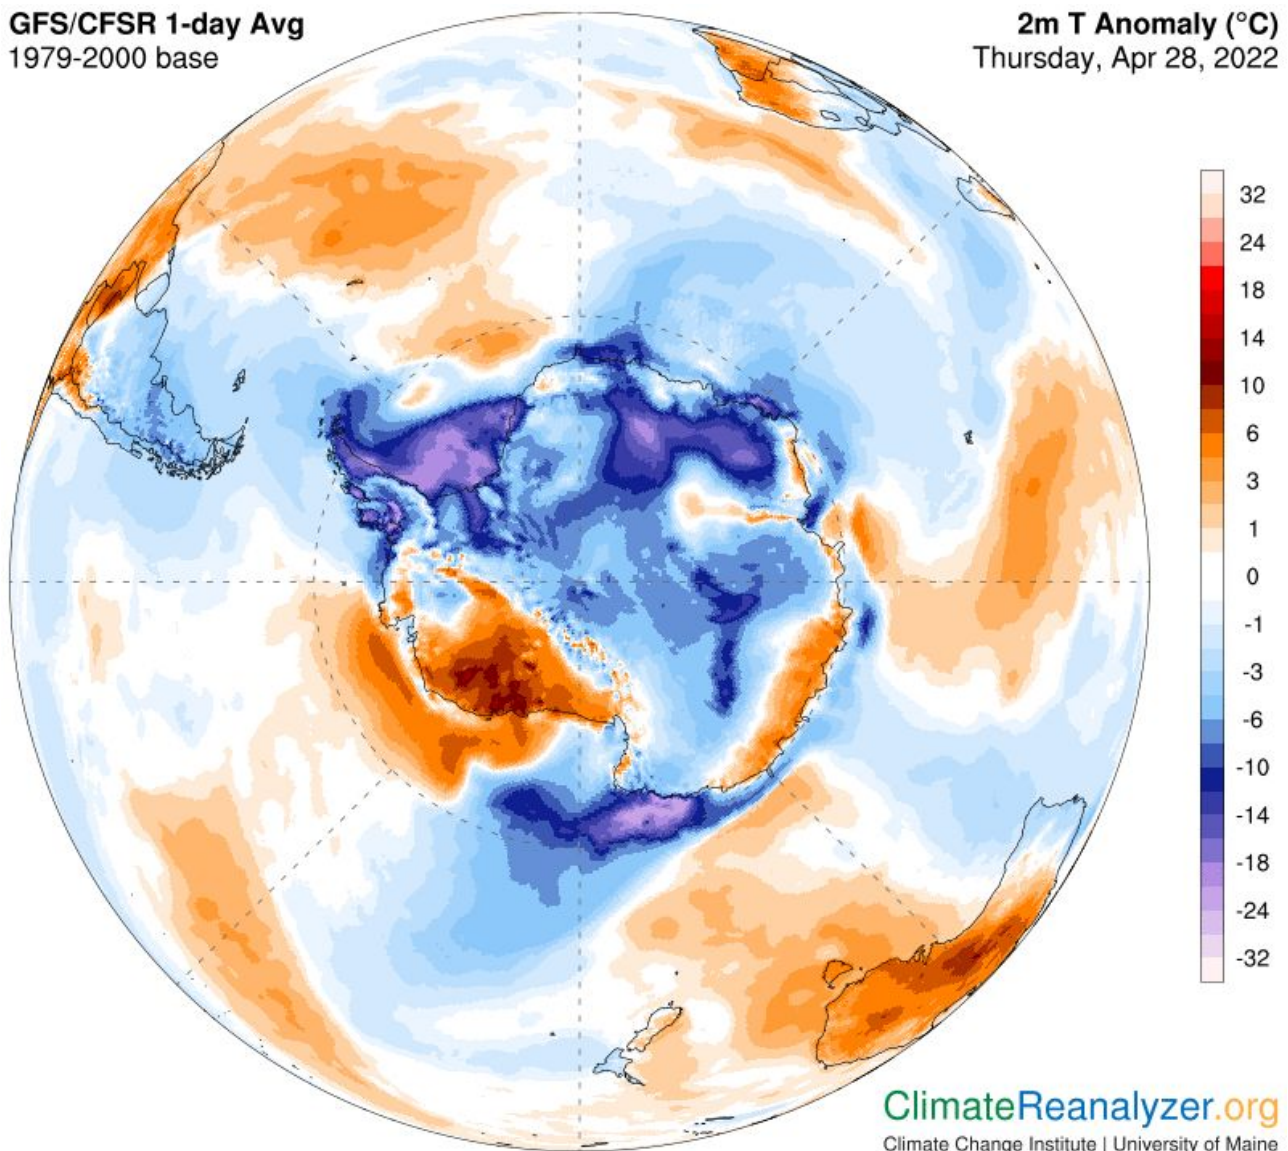 GFS/CFSR 1-day Avg
1979-2000 base
2m T Anomaly (°C)
Thursday, Apr 28, 2022
32
24
18
14
10
6
3
1
0
-1
-3
-6
-10
-14
-18
-24
-32
ClimateReanalyzer.org
Climate Change Institute | University of Maine